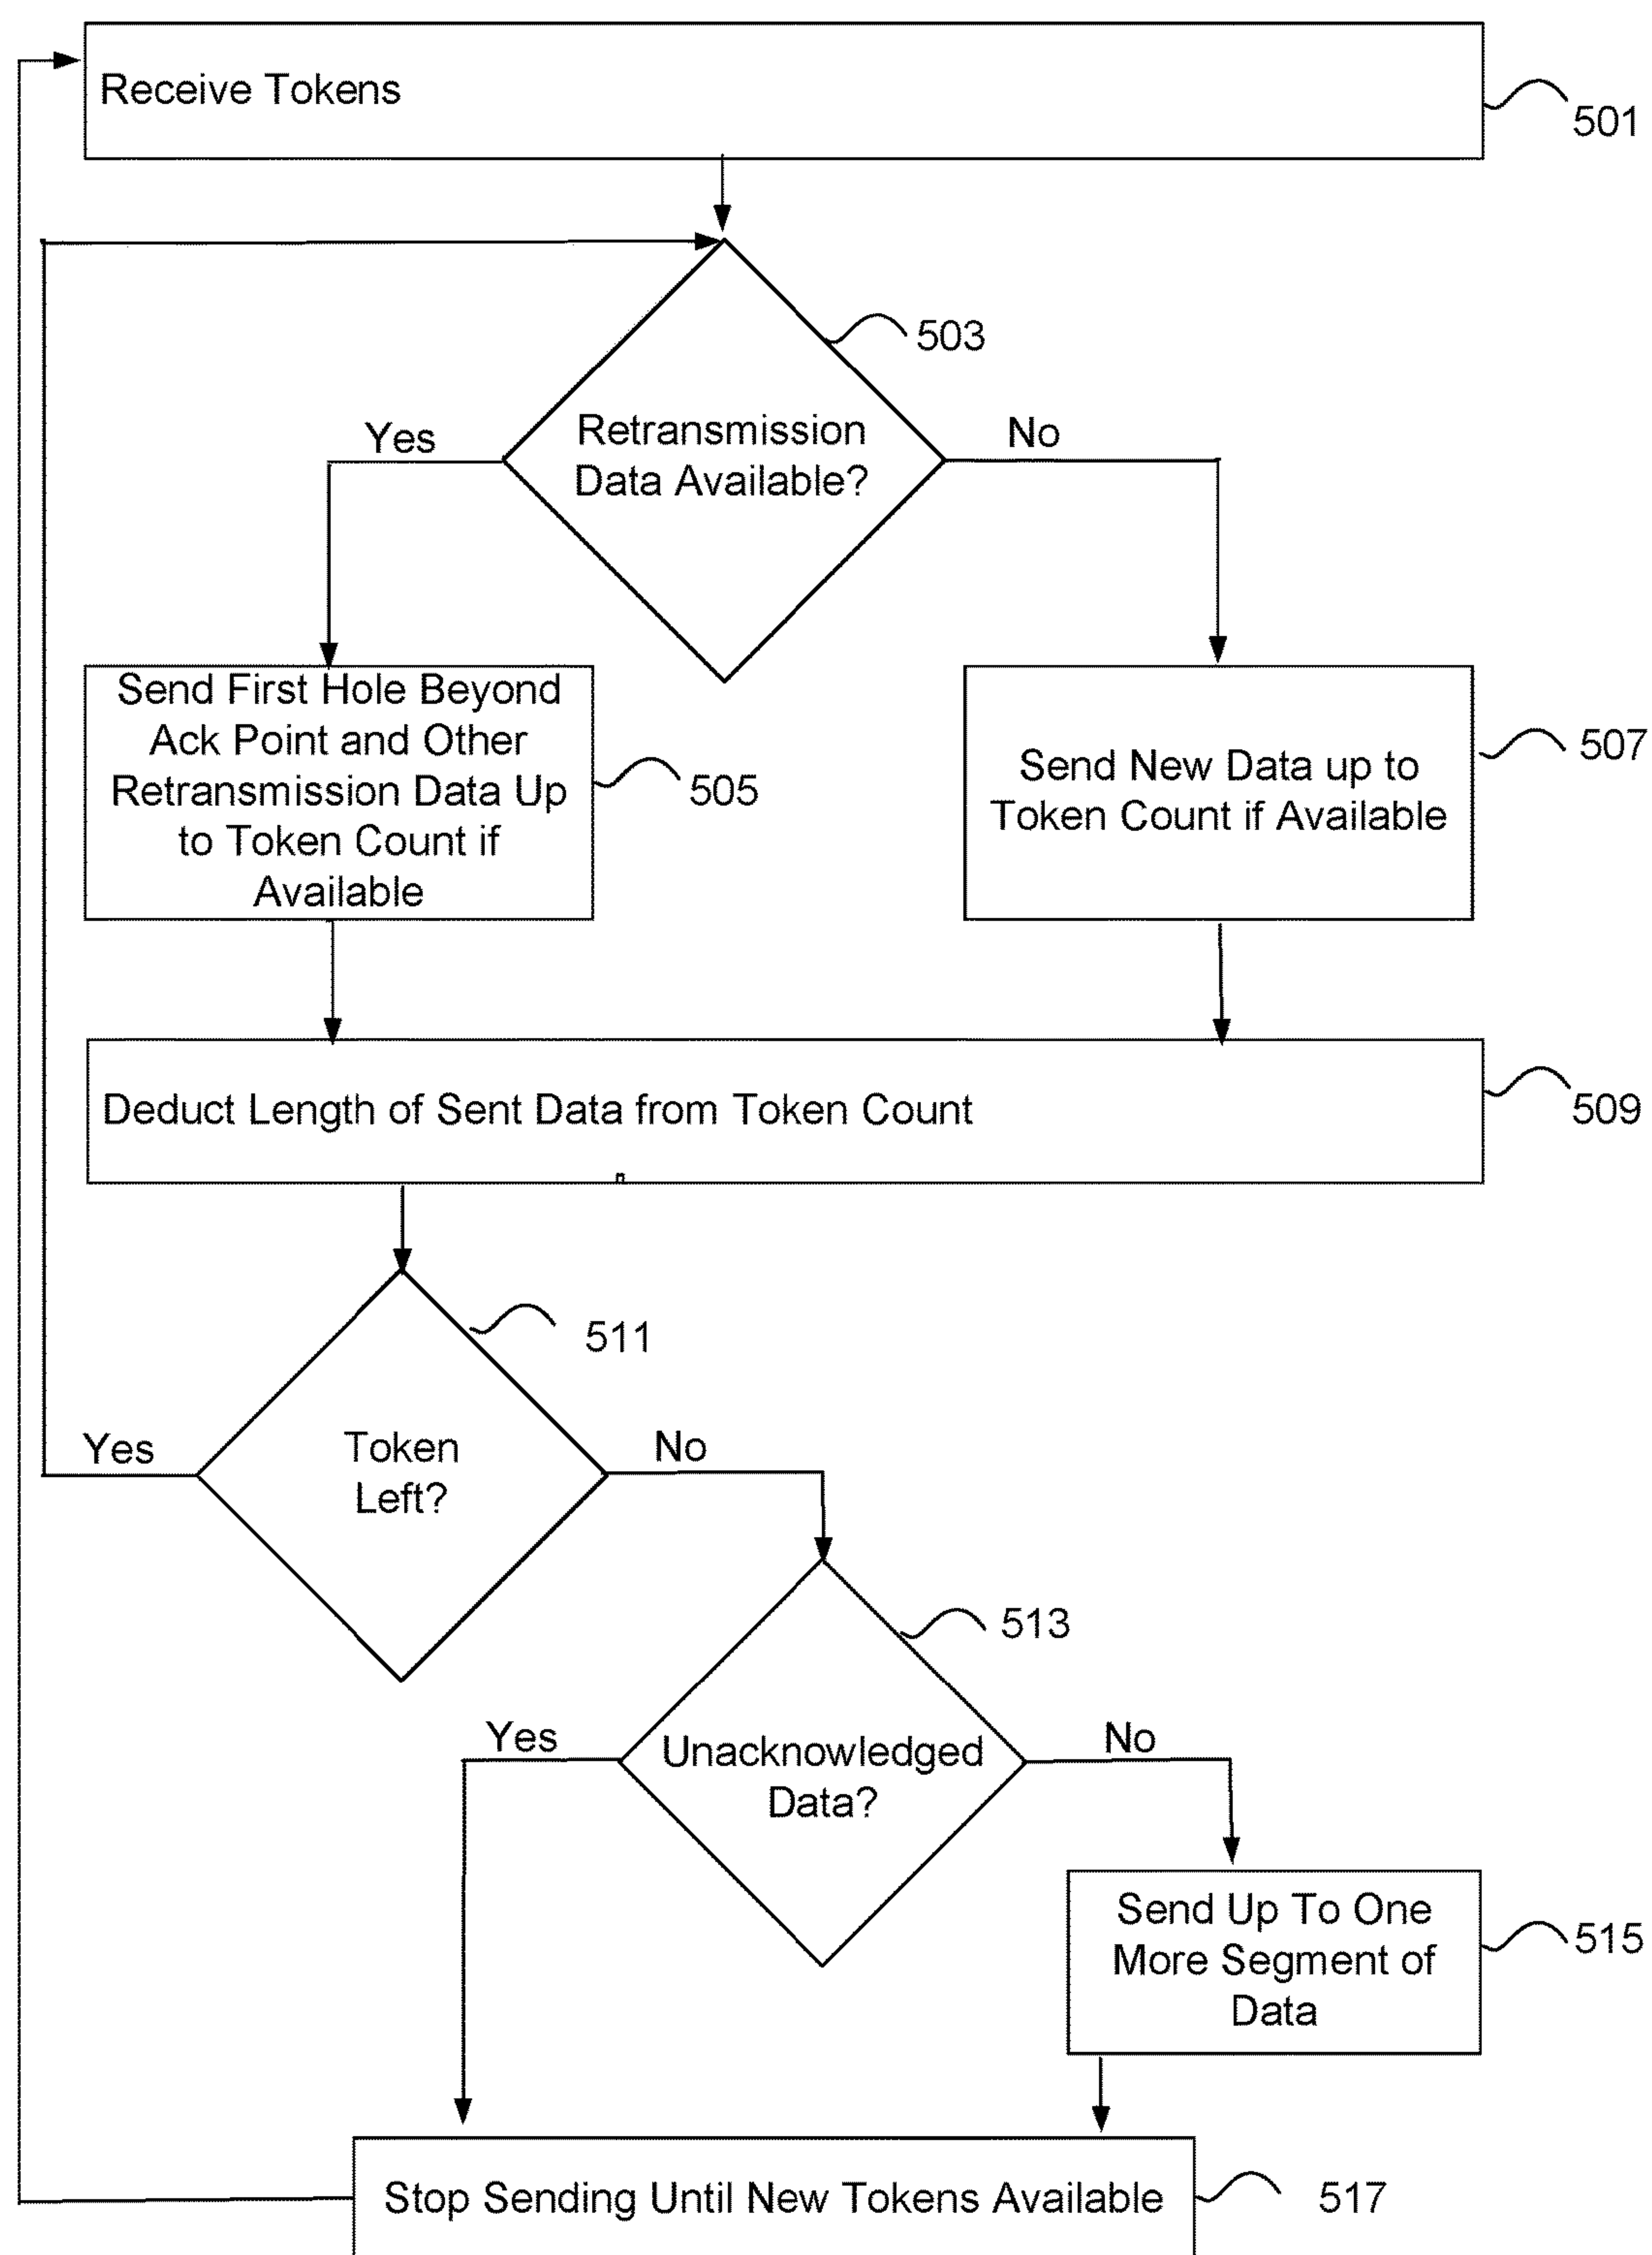 Receive Tokens
501
503
Retransmission
Data Available?
Yes
No
Send First Hole Beyond
Ack Point and Other
Retransmission Data Up
to Token Count if
Available
505
Send New Data up to
Token Count if Available
507
Deduct Length of Sent Data from Token Count
509
511
Token
Left?
Yes
No
513
Unacknowledged
Data?
Yes
No
Send Up To One
More Segment of
Data
515
Stop Sending Until New Tokens Available
517